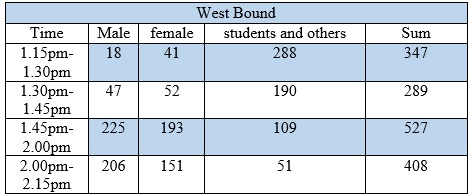 West Bound
Time Male female students and others Sum
1.15pm- 18 41 288 347
1.30pm
1.30pm- 47 52 190 289
1.45pm
1.45pm- 225 193 109 527
2.00pm
2.00pm- 206 151 51 408
2.15pm